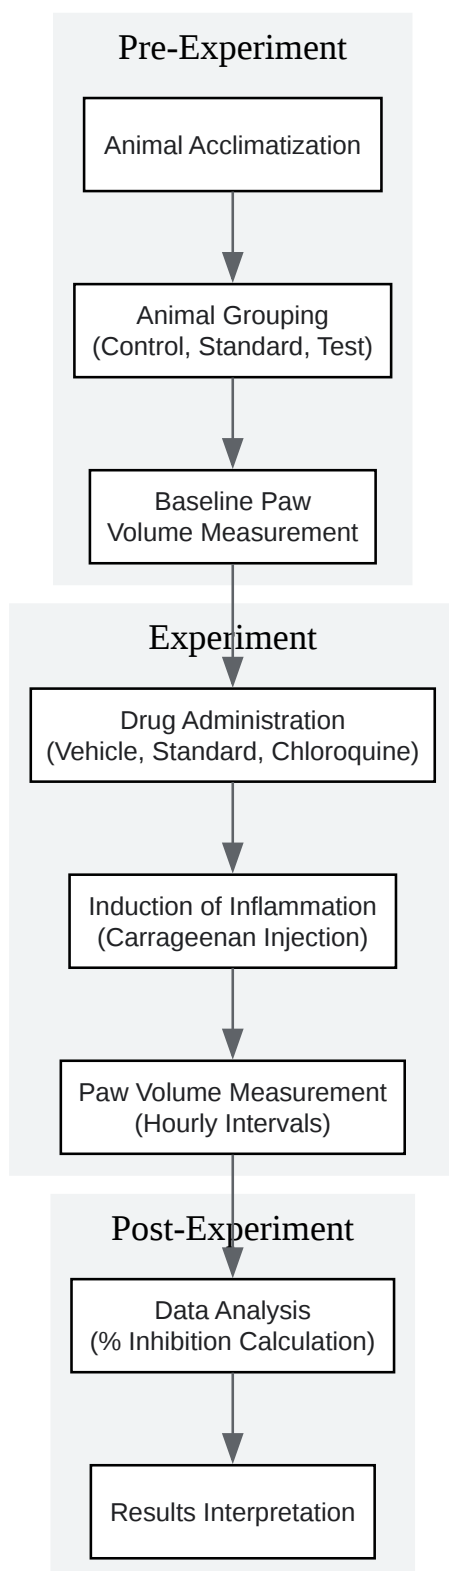 Pre-Experiment
Animal Acclimatization
Animal Grouping
(Control, Standard, Test)
Baseline Paw
Volume Measurement
Experiment
Drug Administration
(Vehicle, Standard, Chloroquine)
Induction of Inflammation
(Carrageenan Injection)
Paw Volume Measurement
(Hourly Intervals)
Post-Experiment
Data Analysis
(% Inhibition Calculation)
Results Interpretation